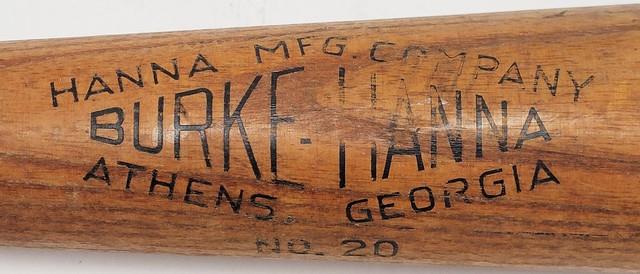 HANNA MFG. COMPANY
BURKE-HANNA
ATHENS, GEORGIA
NO. 20